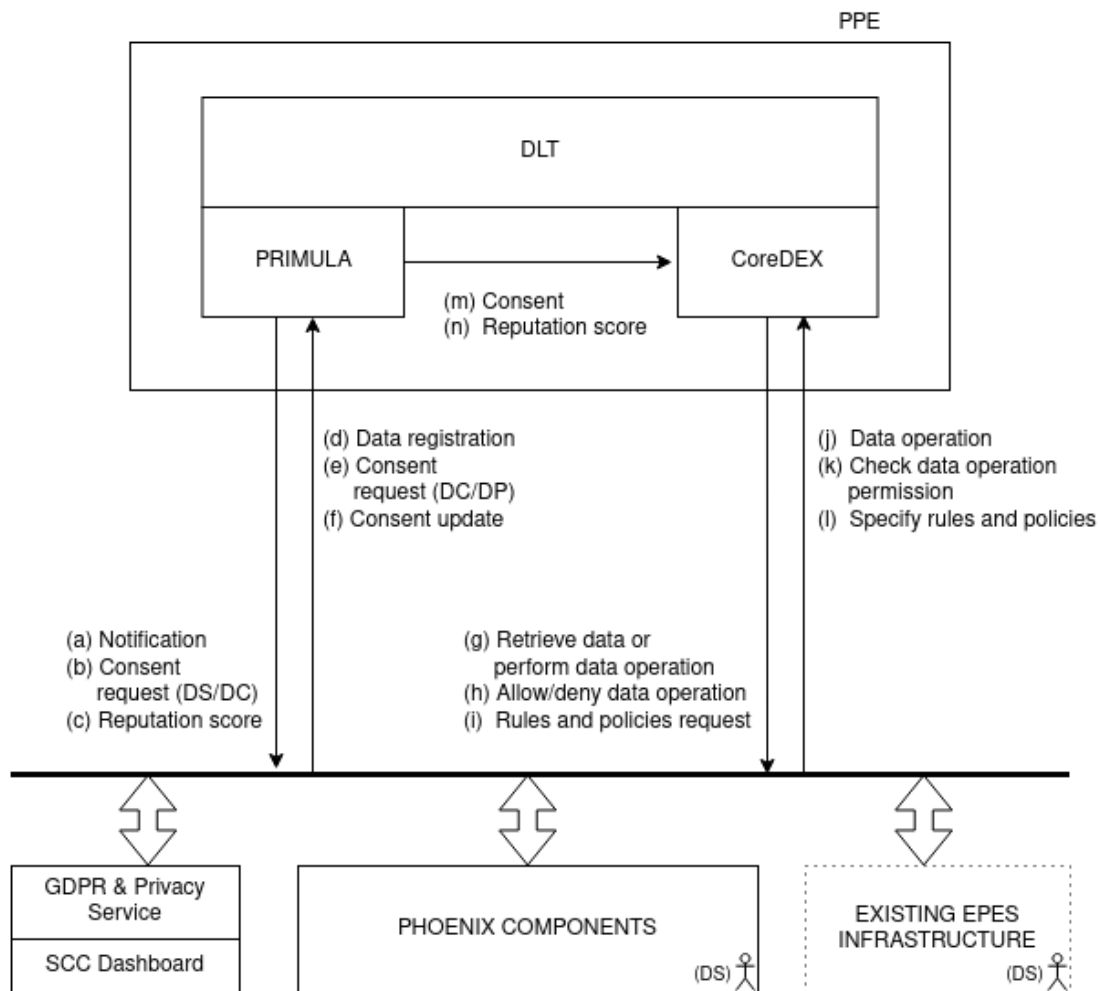 PPE
DLT
PRIMULA
CoreDEX
(m) Consent
(n) Reputation score
(d) Data registration
(e) Consent
request (DC/DP)
(f) Consent update
(j) Data operation
(k) Check data operation
permission
(l) Specify rules and policies
(a) Notification
(b) Consent
request (DS/DC)
(c) Reputation score
(g) Retrieve data or
perform data operation
(h) Allow/deny data operation
(i) Rules and policies request
GDPR & Privacy
Service
SCC Dashboard
PHOENIX COMPONENTS
(DS)
EXISTING EPES
INFRASTRUCTURE
(DS)